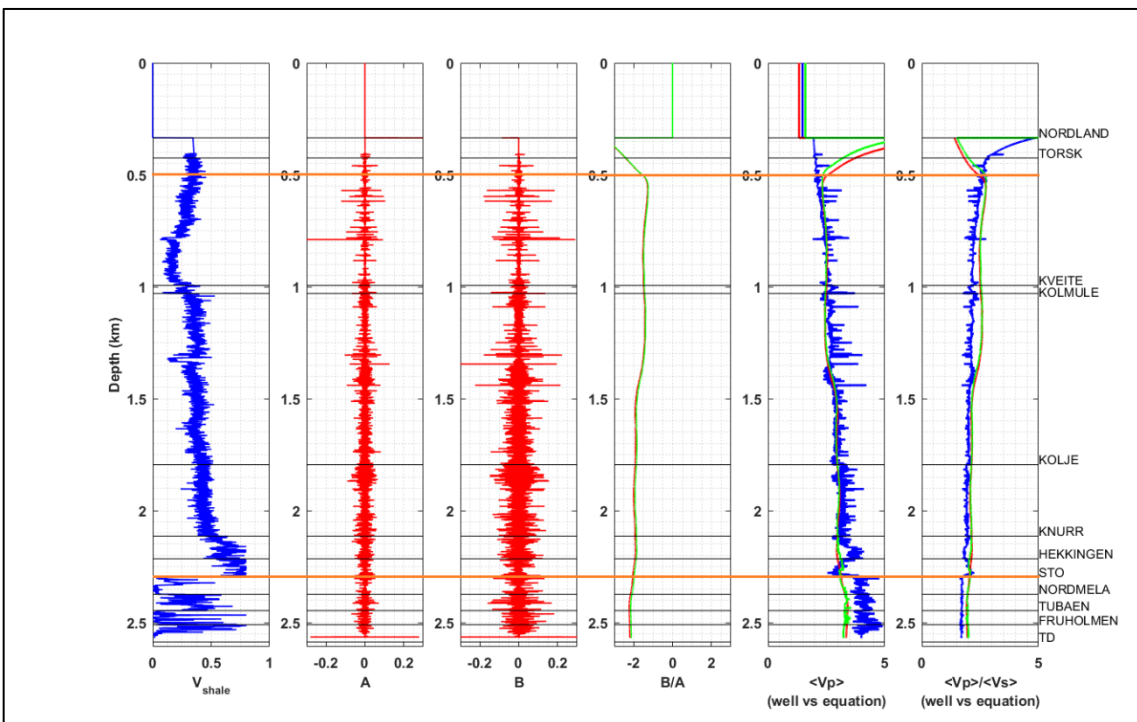 0 0 0 0 0 0
NORDLAND
TORSK
0.5 0.5 0.5 0.5 0.5 0.5
KVEITE
1 1 1 1 1 1
KOLMULE
Depth (km)
1.5 1.5 1.5 1.5 1.5 1.5
KOLJE
2 2 2 2 2 2
KNURR
HEKKINGEN
STO
NORDMELA
TUBAEN
2.5 2.5 2.5 2.5 2.5 2.5
FRUHOLMEN
TD
0 0.5 1 -0.2 0 0.2 -0.2 0 0.2 -2 0 2 0 5 0 5
Vshale A B B/A <Vp> <Vp>/<Vs>
(well vs equation) (well vs equation)